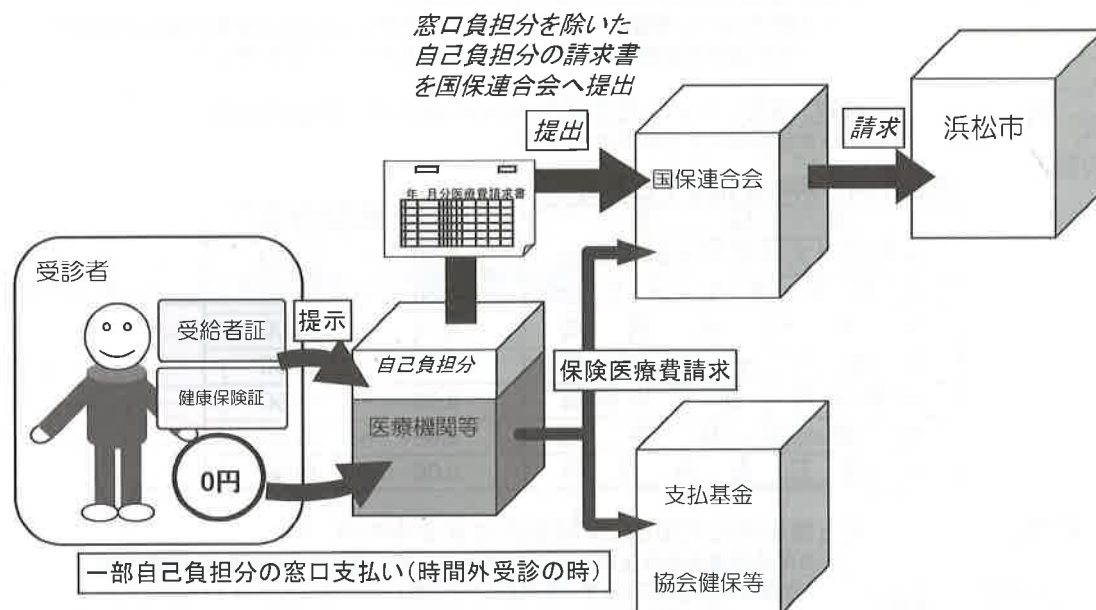 窓口負担分を除いた
自己負担分の請求書
を国保連合会へ提出
提出
請求
浜松市
国保連合会
年 月分医療費請求書
受診者
受給者証
提示
健康保険証
0円
自己負担分
医療機関等
保険医療費請求
支払基金
協会健保等
一部自己負担分の窓口支払い(時間外受診の時)